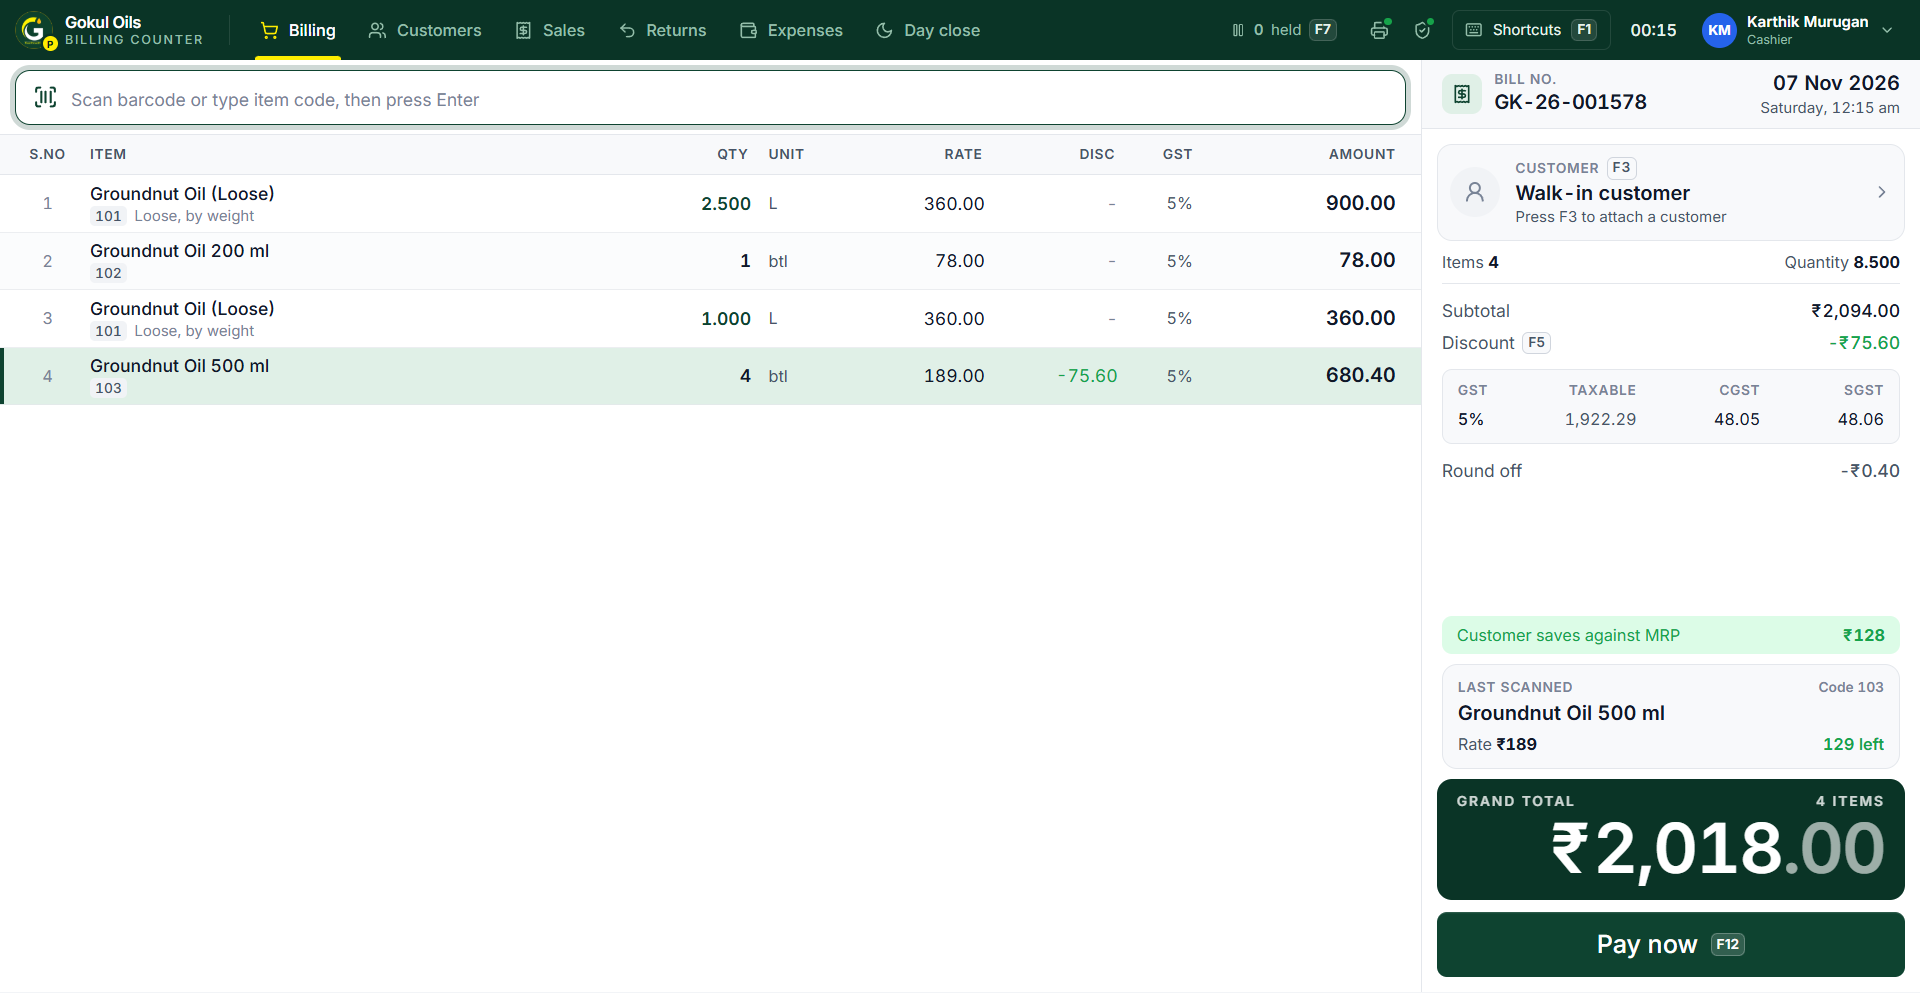 Gokul Oils
BILLING COUNTER
P
Billing
Customers
Sales
Returns
Expenses
Day close
0 held F7
Shortcuts F1
00:15
KM
Karthik Murugan
Cashier
Scan barcode or type item code, then press Enter
S.NO ITEM QTY UNIT RATE DISC GST AMOUNT
1 Groundnut Oil (Loose) 2.500 L 360.00 - 5% 900.00
101 Loose, by weight
2 Groundnut Oil 200 ml 1 btl 78.00 - 5% 78.00
102
3 Groundnut Oil (Loose) 1.000 L 360.00 - 5% 360.00
101 Loose, by weight
4 Groundnut Oil 500 ml 4 btl 189.00 -75.60 5% 680.40
103
BILL NO.
GK-26-001578
07 Nov 2026
Saturday, 12:15 am
CUSTOMER F3
Walk-in customer
Press F3 to attach a customer
Items 4 Quantity 8.500
Subtotal ₹2,094.00
Discount F5 -₹75.60
GST TAXABLE CGST SGST
5% 1,922.29 48.05 48.06
Round off -₹0.40
Customer saves against MRP ₹128
LAST SCANNED Code 103
Groundnut Oil 500 ml
Rate ₹189 129 left
GRAND TOTAL 4 ITEMS
₹2,018.00
Pay now F12